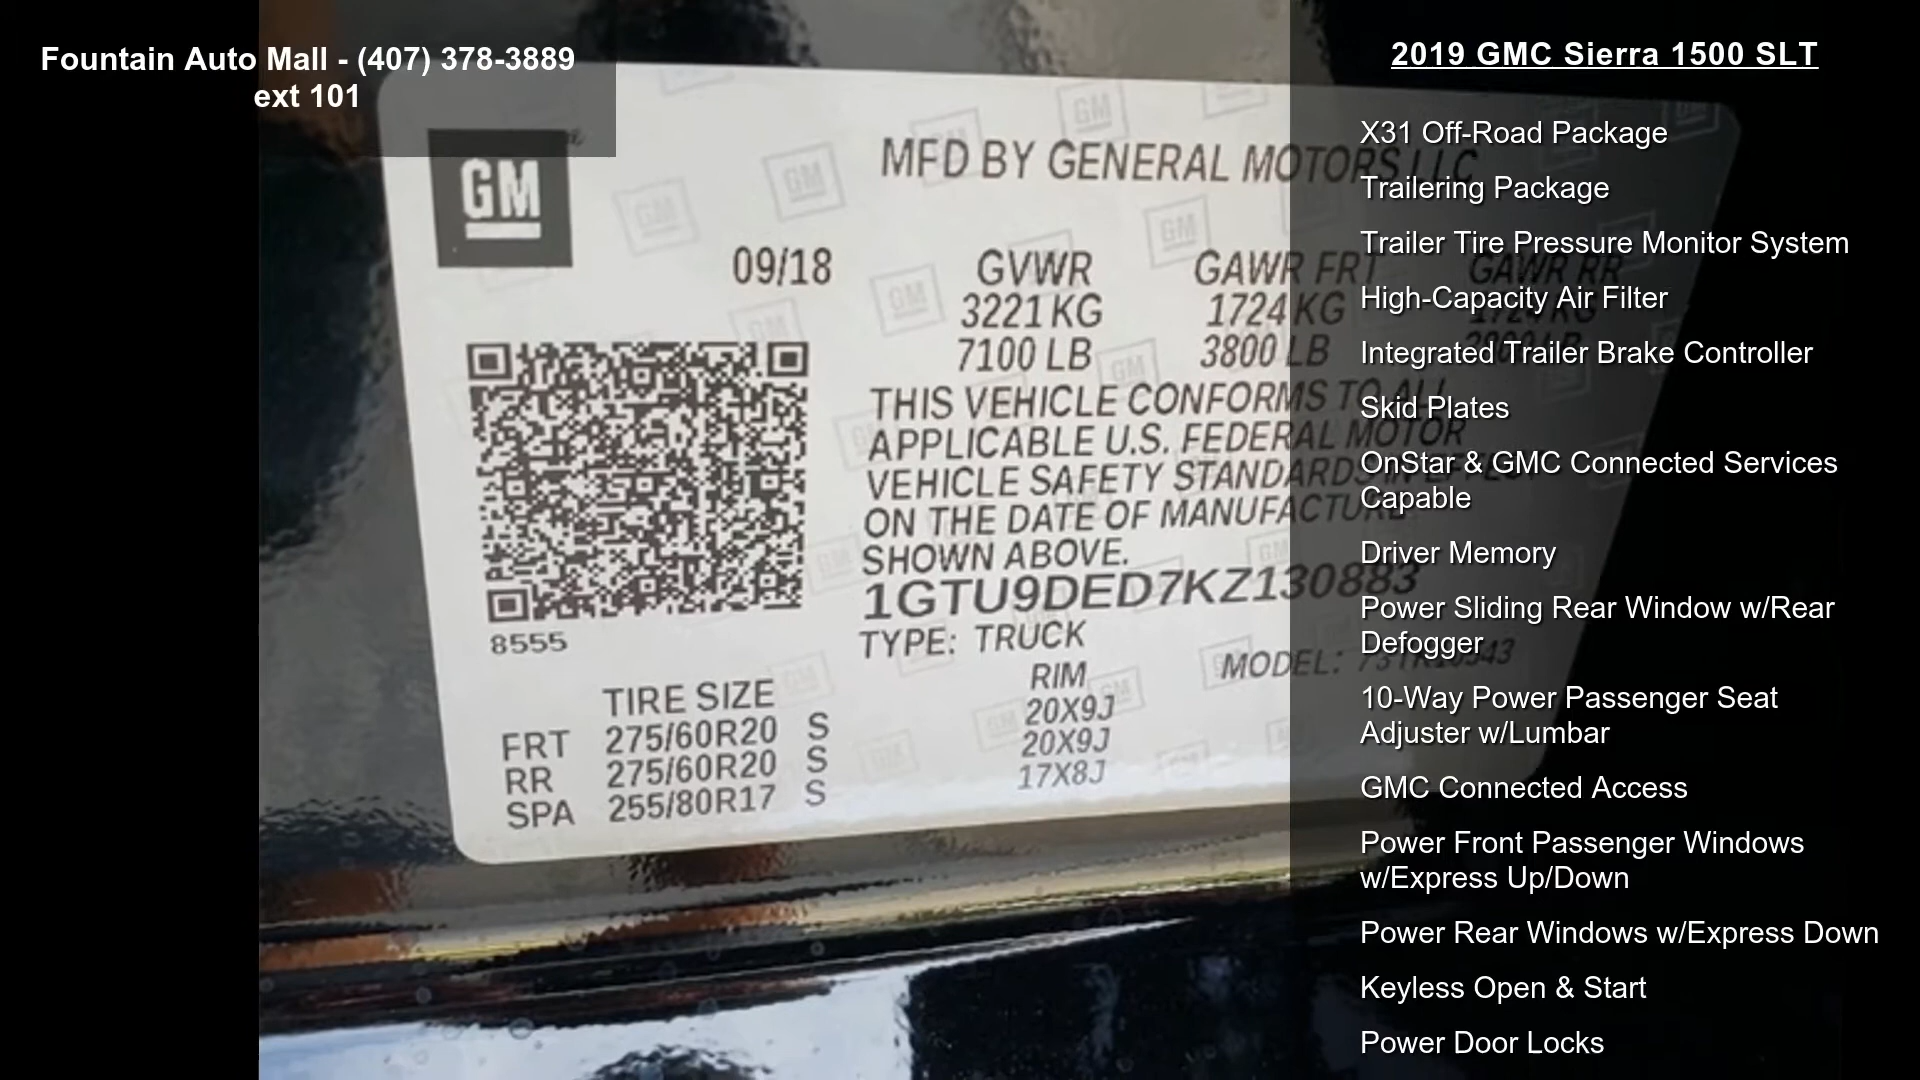 Fountain Auto Mall - (407) 378-3889
ext 101
GM
MFD BY GENERAL MOTORS LLC
09/18
GVWR GAWR FRT GAWR RR
3221 KG 1724 KG 1724 KG
7100 LB 3800 LB
THIS VEHICLE CONFORMS TO ALL
APPLICABLE U.S. FEDERAL MOTOR
VEHICLE SAFETY STANDARDS IN EFFECT
ON THE DATE OF MANUFACTURE
SHOWN ABOVE.
1GTU9DED7KZ130883
TYPE: TRUCK
MODEL:
8555
TIRE SIZE RIM
FRT 275/60R20 S 20X9J
RR 275/60R20 S 20X9J
SPA 255/80R17 S 17X8J
2019 GMC Sierra 1500 SLT
X31 Off-Road Package
Trailering Package
Trailer Tire Pressure Monitor System
High-Capacity Air Filter
Integrated Trailer Brake Controller
Skid Plates
OnStar & GMC Connected Services
Capable
Driver Memory
Power Sliding Rear Window w/Rear
Defogger
10-Way Power Passenger Seat
Adjuster w/Lumbar
GMC Connected Access
Power Front Passenger Windows
w/Express Up/Down
Power Rear Windows w/Express Down
Keyless Open & Start
Power Door Locks